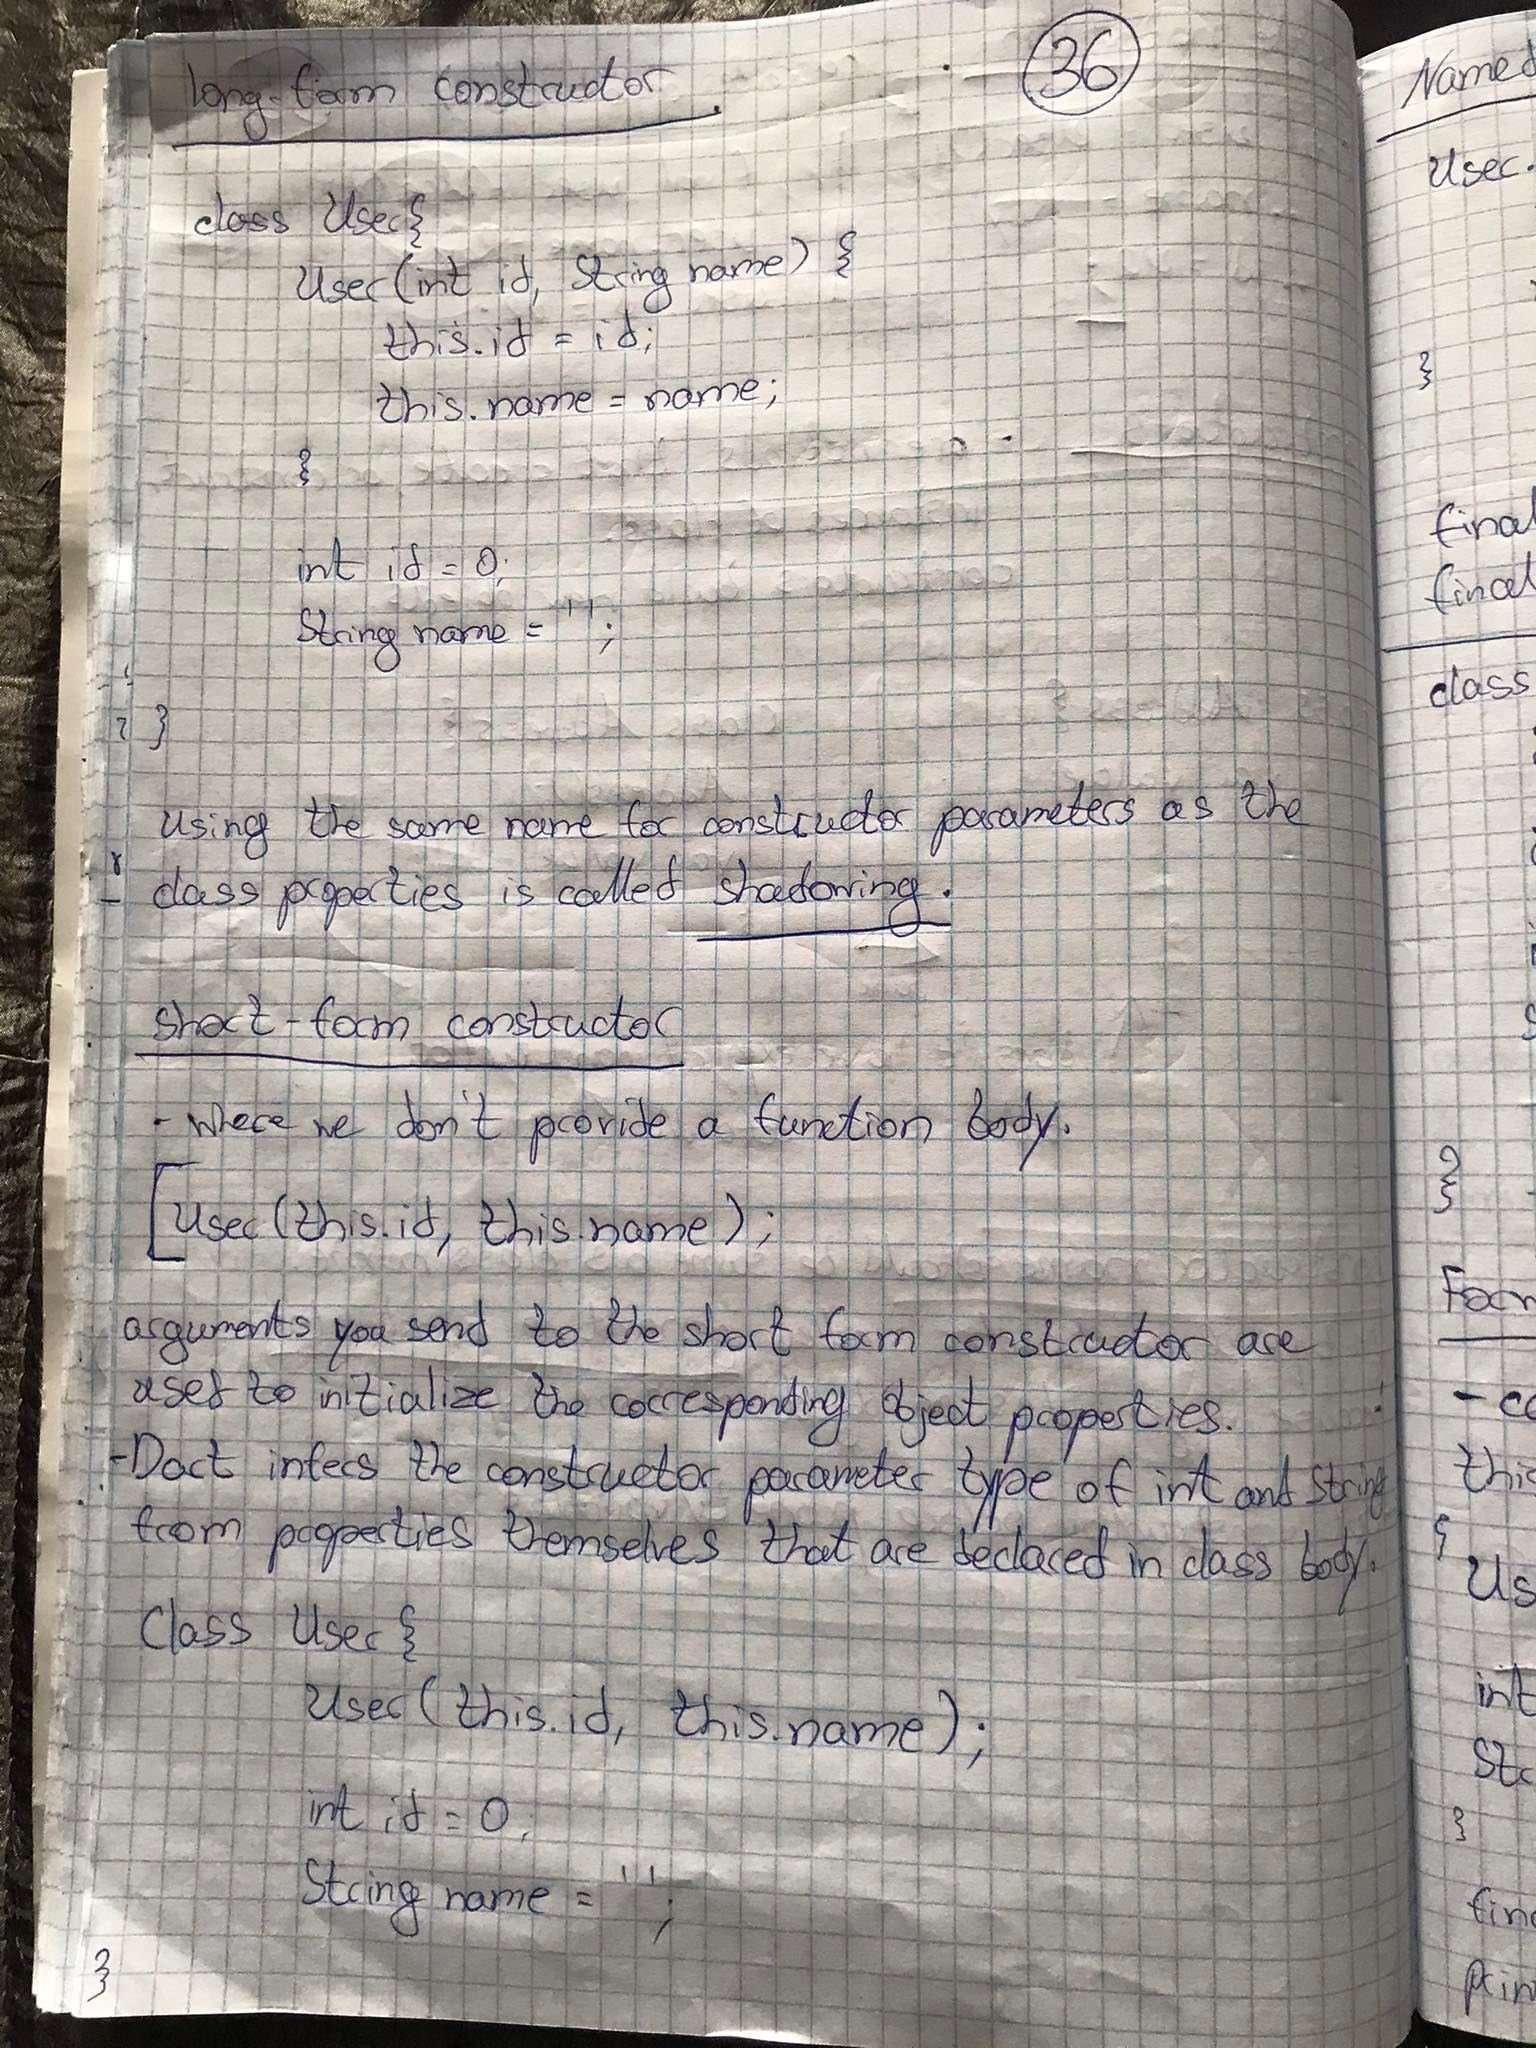 long-form constructor
36
class User{
User(int id, String name) {
this.id = id;
this.name = name;
}
int id = 0;
String name = '';
}
using the same name for constructor parameters as the
class properties is called shadowing.
short-form constructor
- where we don't provide a function body.
[User(this.id, this.name);
arguments you send to the short form constructor are
used to initialize the corresponding object properties.
-Dart infers the constructor parameter type of int and String
from properties themselves that are declared in class body.
Class User{
User(this.id, this.name);
int id = 0;
String name = '';
}
Named
User.
}
final
final
class
}
Form
- co
this
{
Us
int
Str
}
fin
prin